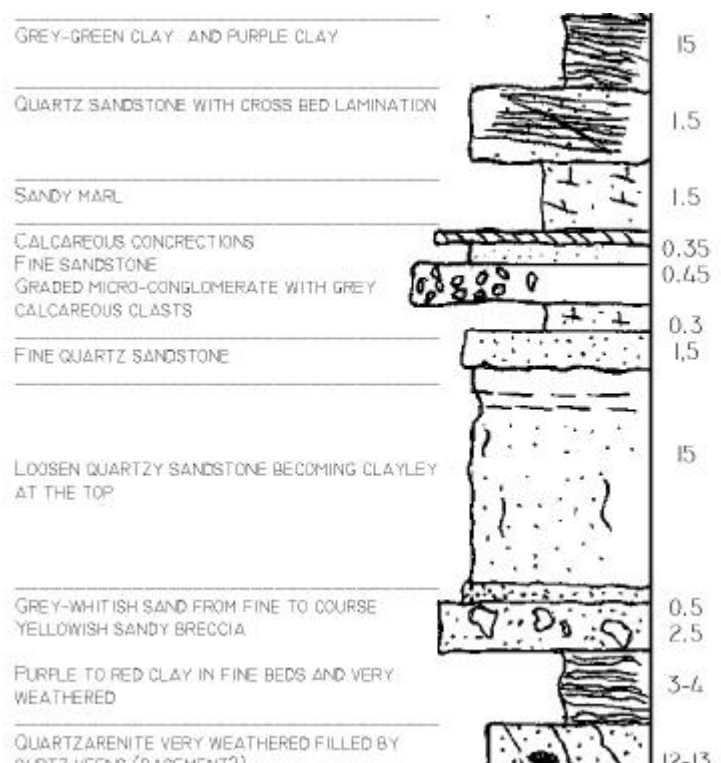 GREY-GREEN CLAY AND PURPLE CLAY
15
QUARTZ SANDSTONE WITH CROSS BED LAMINATION
1.5
SANDY MARL
1.5
CALCAREOUS CONCRECTIONS
0.35
FINE SANDSTONE
0.45
GRADED MICRO-CONGLOMERATE WITH GREY
CALCAREOUS CLASTS
0.3
FINE QUARTZ SANDSTONE
1,5
LOOSEN QUARTZY SANDSTONE BECOMING CLAYLEY
AT THE TOP
15
GREY-WHITISH SAND FROM FINE TO COURSE
0.5
YELLOWISH SANDY BRECCIA
2.5
PURPLE TO RED CLAY IN FINE BEDS AND VERY
WEATHERED
3-4
QUARTZARENITE VERY WEATHERED FILLED BY
12-13